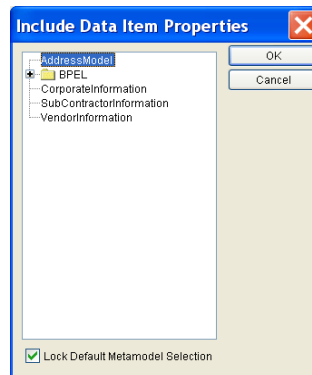 Include Data Item Properties
AddressModel
BPEL
CorporateInformation
SubContractorInformation
VendorInformation
OK
Cancel
Lock Default Metamodel Selection